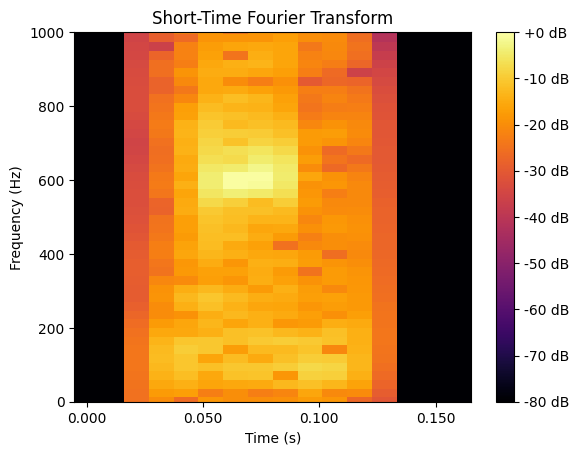 Short-Time Fourier Transform
1000
800
600
400
200
0
Frequency (Hz)
0.000
0.050
0.100
0.150
Time (s)
+0 dB
-10 dB
-20 dB
-30 dB
-40 dB
-50 dB
-60 dB
-70 dB
-80 dB